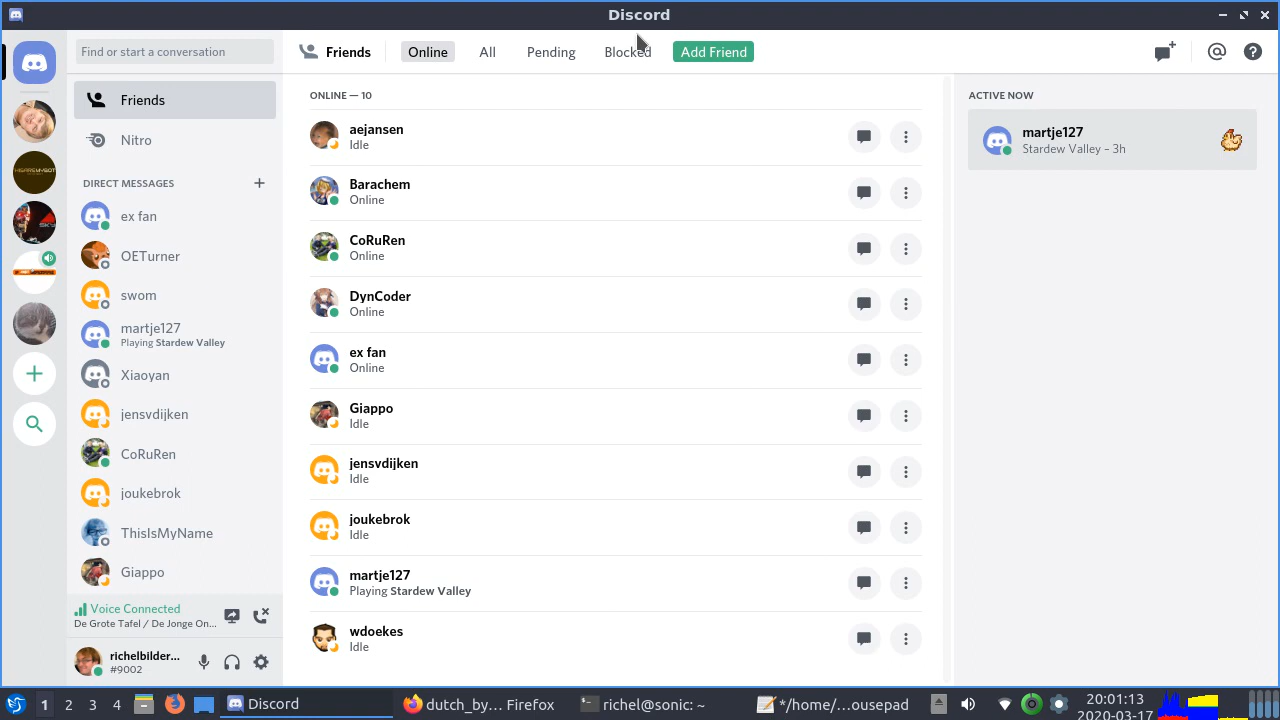 Discord
Find or start a conversation
Friends
Online
All
Pending
Blocked
Add Friend
Friends
Nitro
DIRECT MESSAGES
ex fan
OETurner
swom
martje127
Playing Stardew Valley
Xiaoyan
jensvdijken
CoRuRen
joukebrok
ThisIsMyName
Giappo
Voice Connected
De Grote Tafel / De Jonge On...
richelbilder...
#9002
ONLINE — 10
aejansen
Idle
Barachem
Online
CoRuRen
Online
DynCoder
Online
ex fan
Online
Giappo
Idle
jensvdijken
Idle
joukebrok
Idle
martje127
Playing Stardew Valley
wdoekes
Idle
ACTIVE NOW
martje127
Stardew Valley – 3h
1 2 3 4
Discord
dutch_by... Firefox
richel@sonic: ~
*/home/...ousepad
20:01:13
2020-03-17